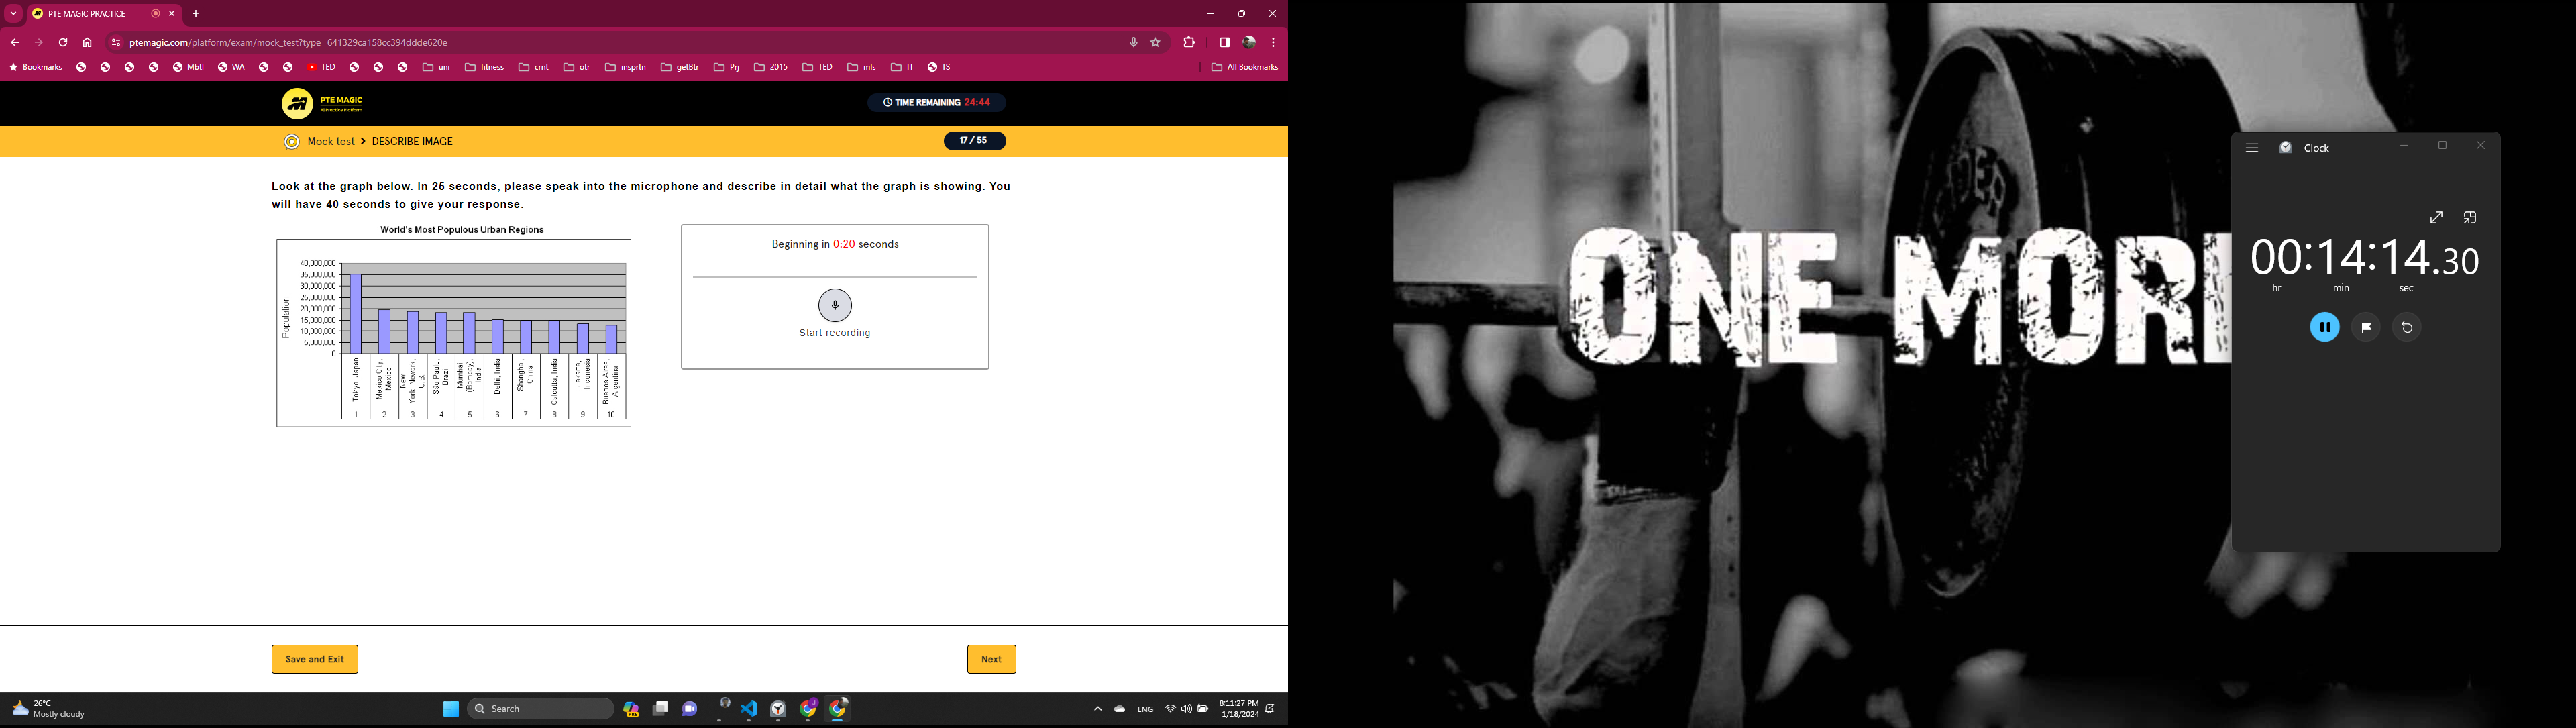 PTE MAGIC PRACTICE
ptemagic.com/platform/exam/mock_test?type=641329ca158cc394ddde620e
Bookmarks
Mbtl
WA
TED
uni
fitness
crnt
otr
insprtn
getBtr
Prj
2015
TED
mls
IT
TS
All Bookmarks
PTE MAGIC
AI Practice Platform
TIME REMAINING 24:44
Mock test > DESCRIBE IMAGE
17 / 55
Look at the graph below. In 25 seconds, please speak into the microphone and describe in detail what the graph is showing. You
will have 40 seconds to give your response.
World's Most Populous Urban Regions
Population
40,000,000
35,000,000
30,000,000
25,000,000
20,000,000
15,000,000
10,000,000
5,000,000
0
Tokyo, Japan
Mexico City,
Mexico
New
York-Newark,
U.S.
São Paulo,
Brazil
Mumbai
(Bombay),
India
Delhi, India
Shanghai,
China
Calcutta, India
Jakarta,
Indonesia
Buenos Aires,
Argentina
1 2 3 4 5 6 7 8 9 10
Beginning in 0:20 seconds
Start recording
Save and Exit
Next
26°C
Mostly cloudy
Search
ENG
8:11:27 PM
1/18/2024
ONE MOR
Clock
00:14:14.30
hr min sec